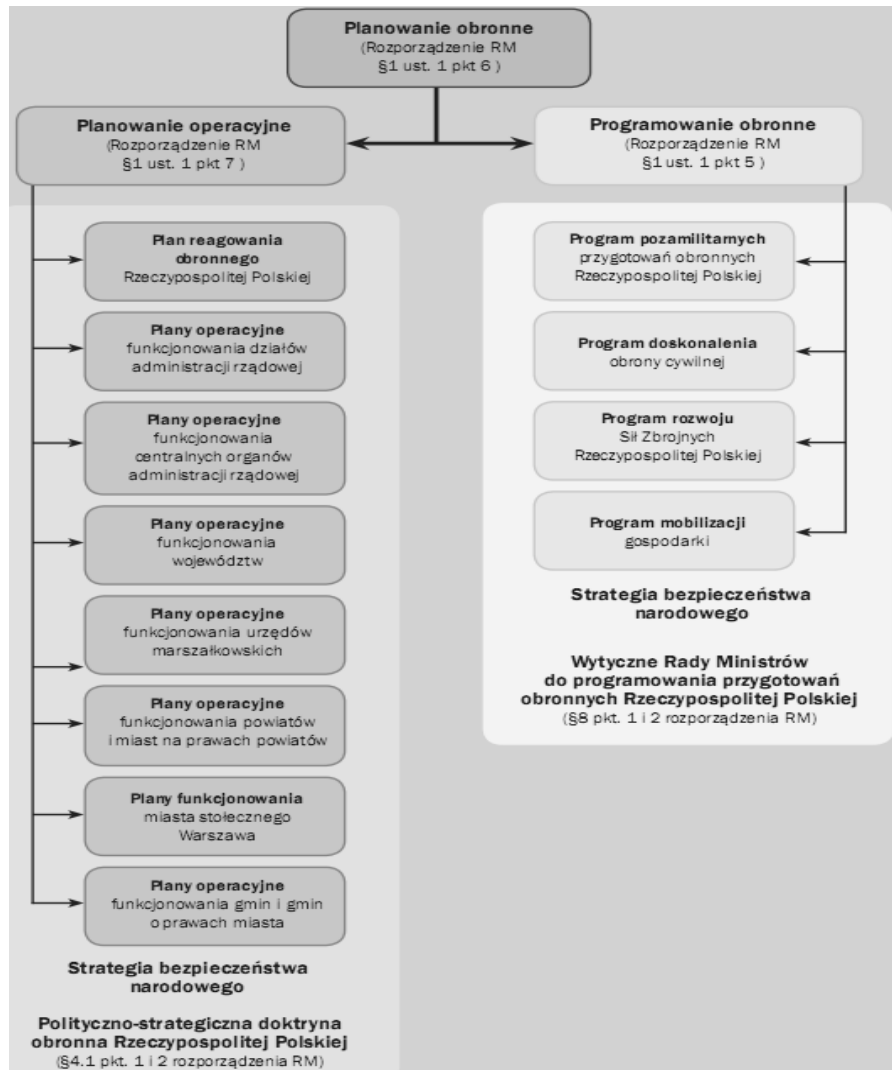 Planowanie obronne
(Rozporządzenie RM
§1 ust. 1 pkt 6 )
Planowanie operacyjne
(Rozporządzenie RM
§1 ust. 1 pkt 7 )
Plan reagowania
obronnego
Rzeczypospolitej Polskiej
Plany operacyjne
funkcjonowania działów
administracji rządowej
Plany operacyjne
funkcjonowania
centralnych organów
administracji rządowej
Plany operacyjne
funkcjonowania
województw
Plany operacyjne
funkcjonowania urzędów
marszałkowskich
Plany operacyjne
funkcjonowania powiatów
i miast na prawach powiatów
Plany funkcjonowania
miasta stołecznego
Warszawa
Plany operacyjne
funkcjonowania gmin i gmin
o prawach miasta
Strategia bezpieczeństwa
narodowego
Polityczno-strategiczna doktryna
obronna Rzeczypospolitej Polskiej
(§4.1 pkt. 1 i 2 rozporządzenia RM)
Programowanie obronne
(Rozporządzenie RM
§1 ust. 1 pkt 5 )
Program pozamilitarnych
przygotowań obronnych
Rzeczypospolitej Polskiej
Program doskonalenia
obrony cywilnej
Program rozwoju
Sił Zbrojnych
Rzeczypospolitej Polskiej
Program mobilizacji
gospodarki
Strategia bezpieczeństwa
narodowego
Wytyczne Rady Ministrów
do programowania przygotowań
obronnych Rzeczypospolitej Polskiej
(§8 pkt. 1 i 2 rozporządzenia RM)